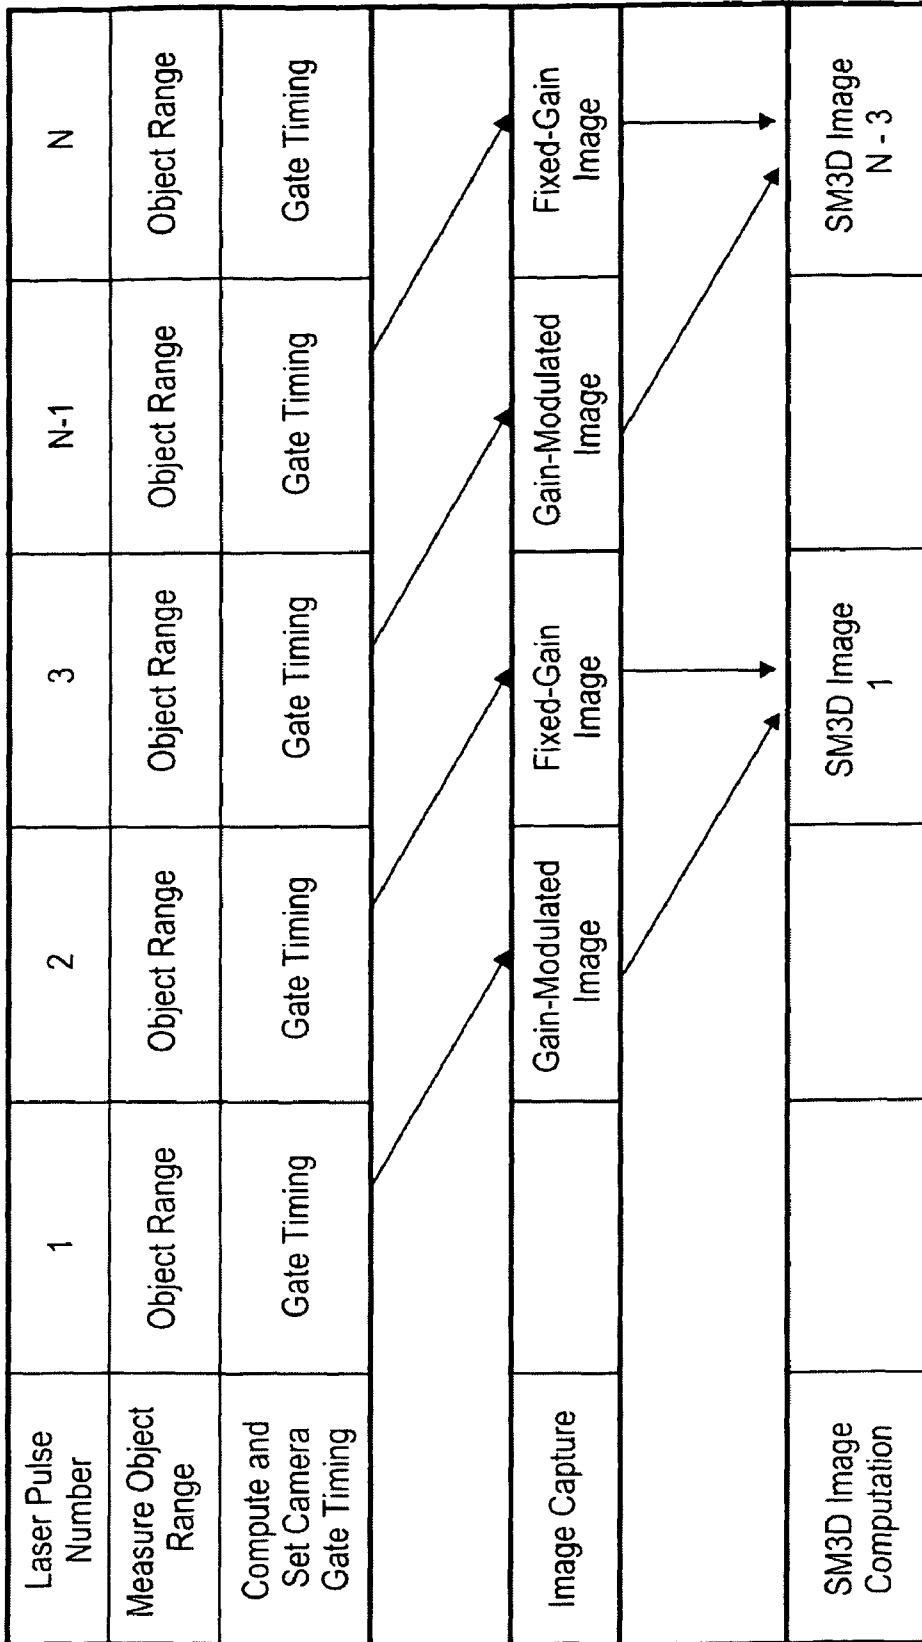 Laser Pulse
Number
1
2
3
N-1
N
Measure Object
Range
Object Range
Object Range
Object Range
Object Range
Object Range
Compute and
Set Camera
Gate Timing
Gate Timing
Gate Timing
Gate Timing
Gate Timing
Gate Timing
Image Capture
Gain-Modulated
Image
Fixed-Gain
Image
Gain-Modulated
Image
Fixed-Gain
Image
SM3D Image
Computation
SM3D Image
1
SM3D Image
N - 3